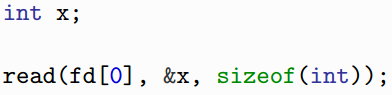 int x;
read(fd[0], &x, sizeof(int));